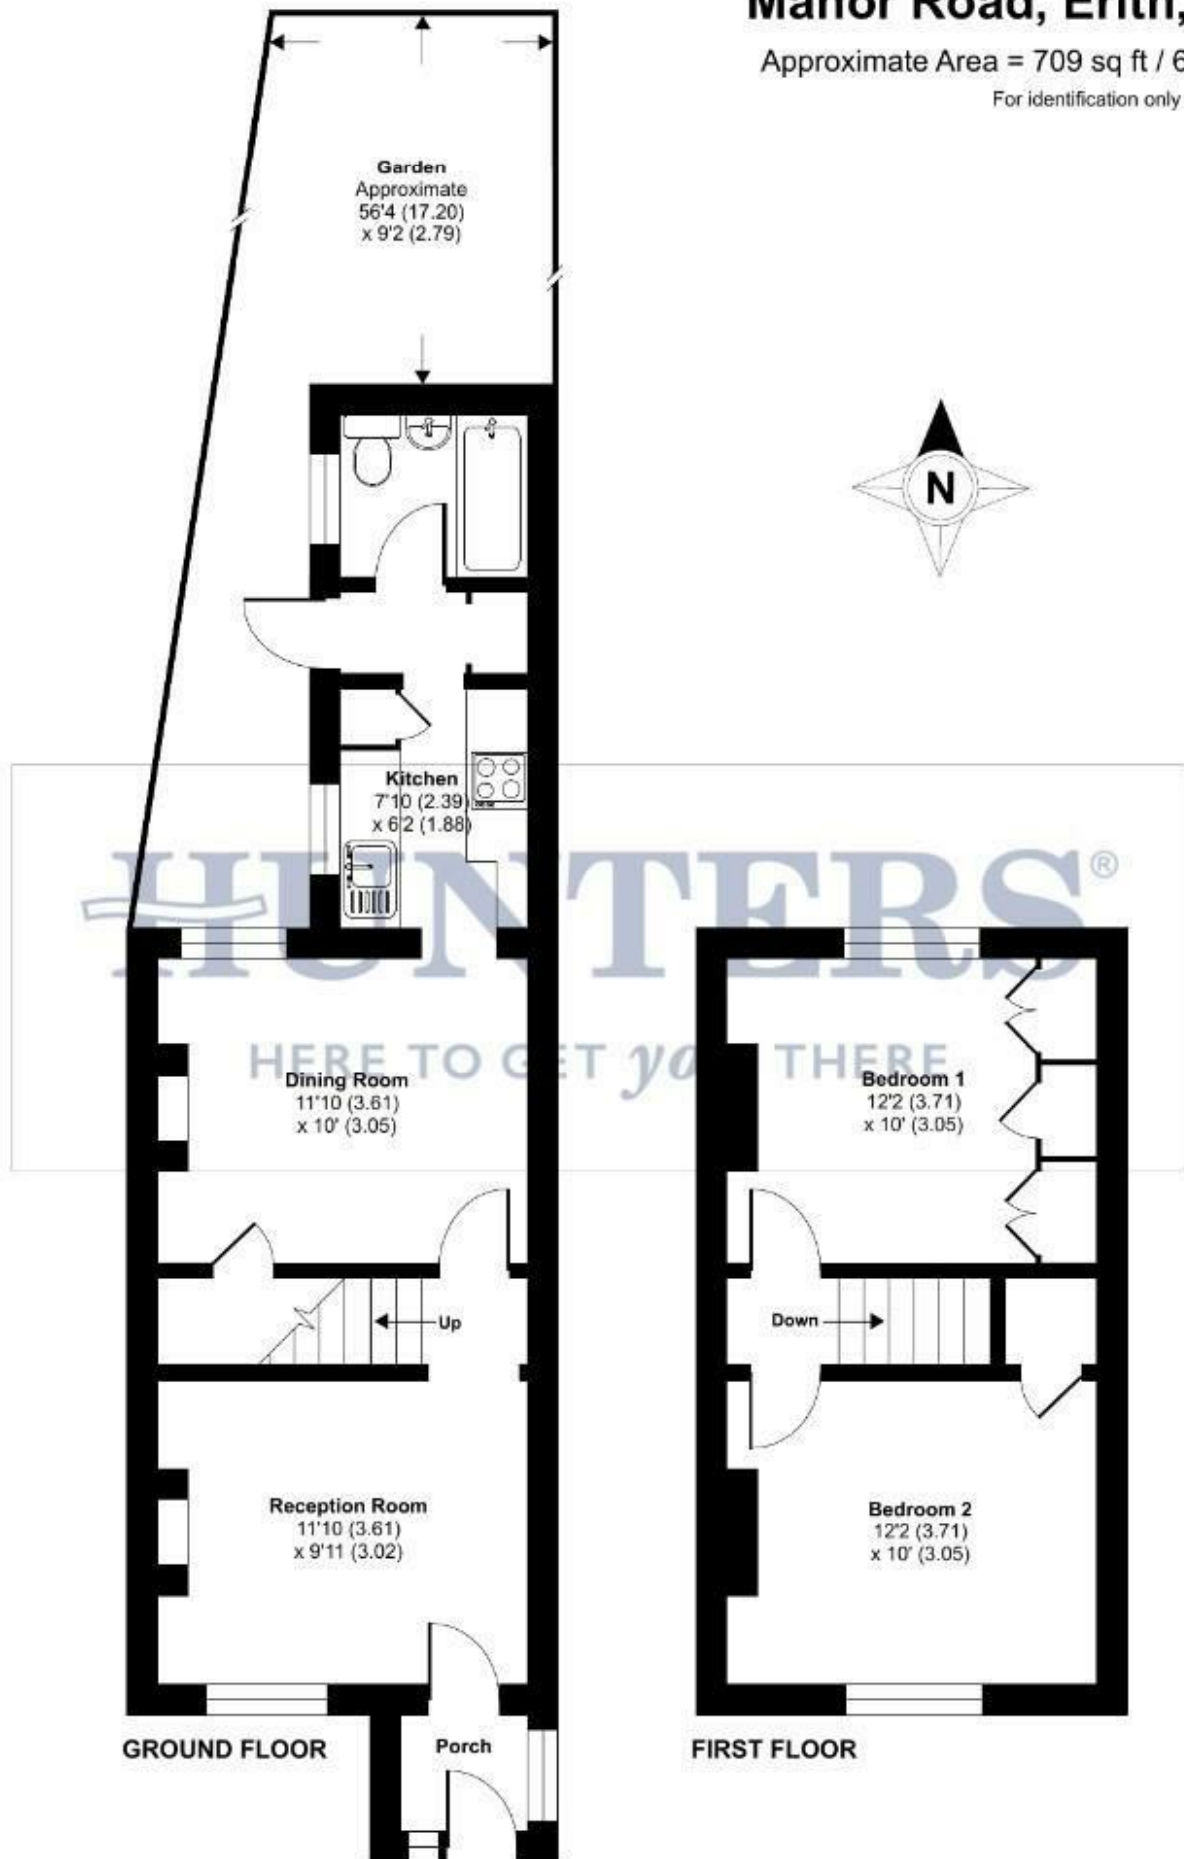 Manor Road, Erith,
Approximate Area = 709 sq ft / 6
For identification only
Garden
Approximate
56'4 (17.20)
x 9'2 (2.79)
N
Kitchen
7'10 (2.39)
x 6'2 (1.88)
HUNTERS®
HERE TO GET you THERE
Dining Room
11'10 (3.61)
x 10' (3.05)
Bedroom 1
12'2 (3.71)
x 10' (3.05)
Up
Down
Reception Room
11'10 (3.61)
x 9'11 (3.02)
Bedroom 2
12'2 (3.71)
x 10' (3.05)
Porch
GROUND FLOOR
FIRST FLOOR